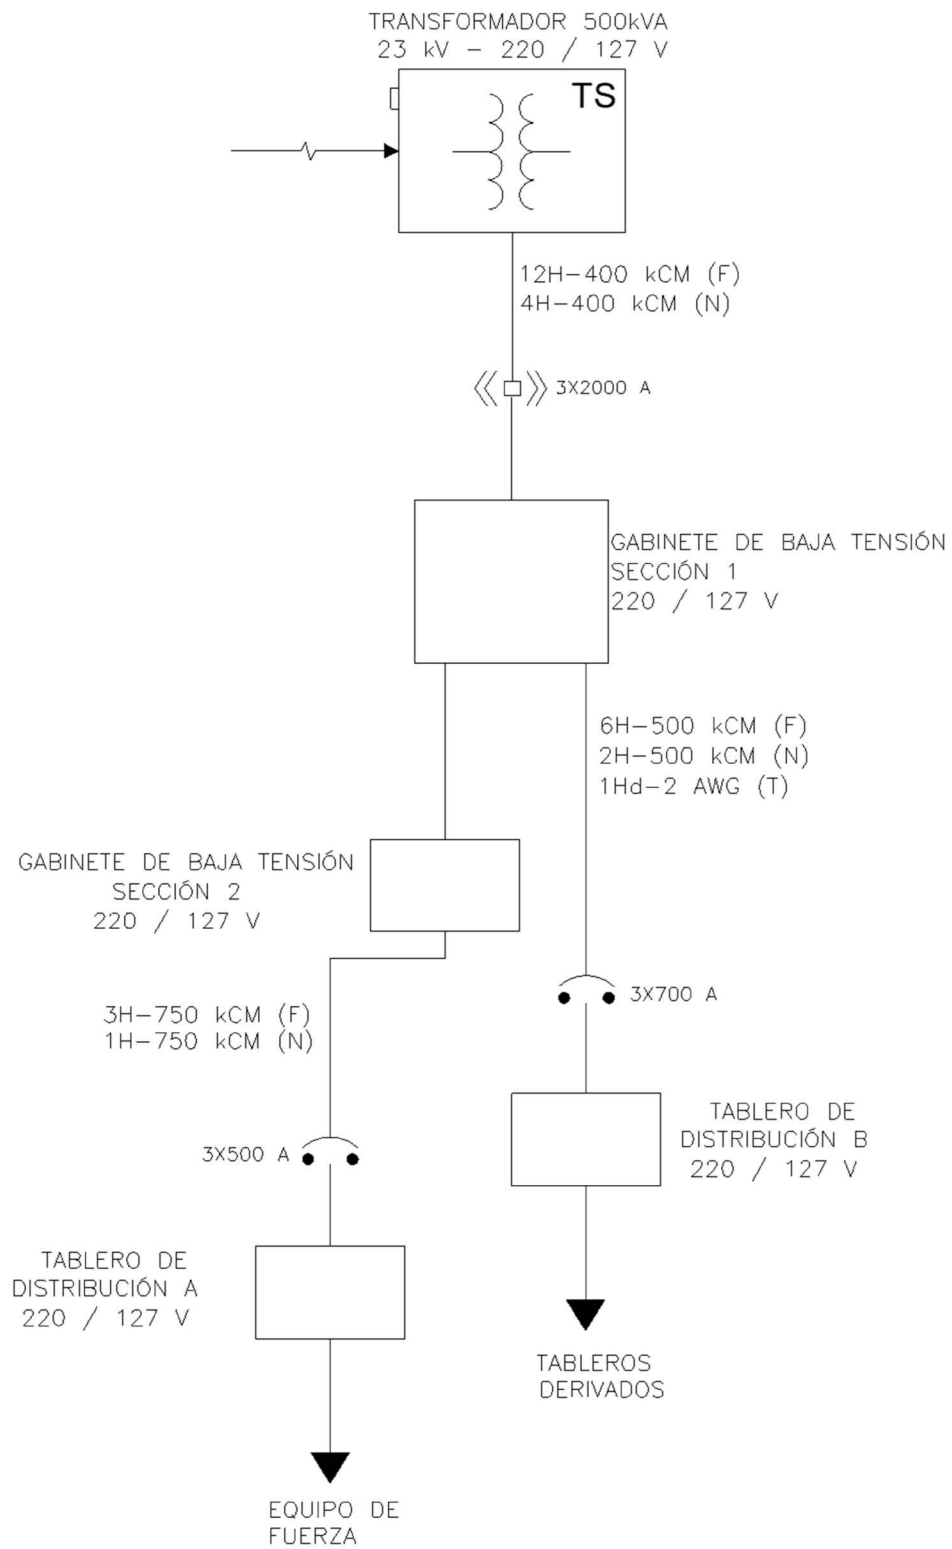 TRANSFORMADOR 500kVA
23 kV - 220 / 127 V
TS
12H-400 kCM (F)
4H-400 kCM (N)
3X2000 A
GABINETE DE BAJA TENSIÓN
SECCIÓN 1
220 / 127 V
6H-500 kCM (F)
2H-500 kCM (N)
1Hd-2 AWG (T)
GABINETE DE BAJA TENSIÓN
SECCIÓN 2
220 / 127 V
3X700 A
3H-750 kCM (F)
1H-750 kCM (N)
TABLERO DE
DISTRIBUCIÓN B
220 / 127 V
3X500 A
TABLERO DE
DISTRIBUCIÓN A
220 / 127 V
TABLEROS
DERIVADOS
EQUIPO DE
FUERZA